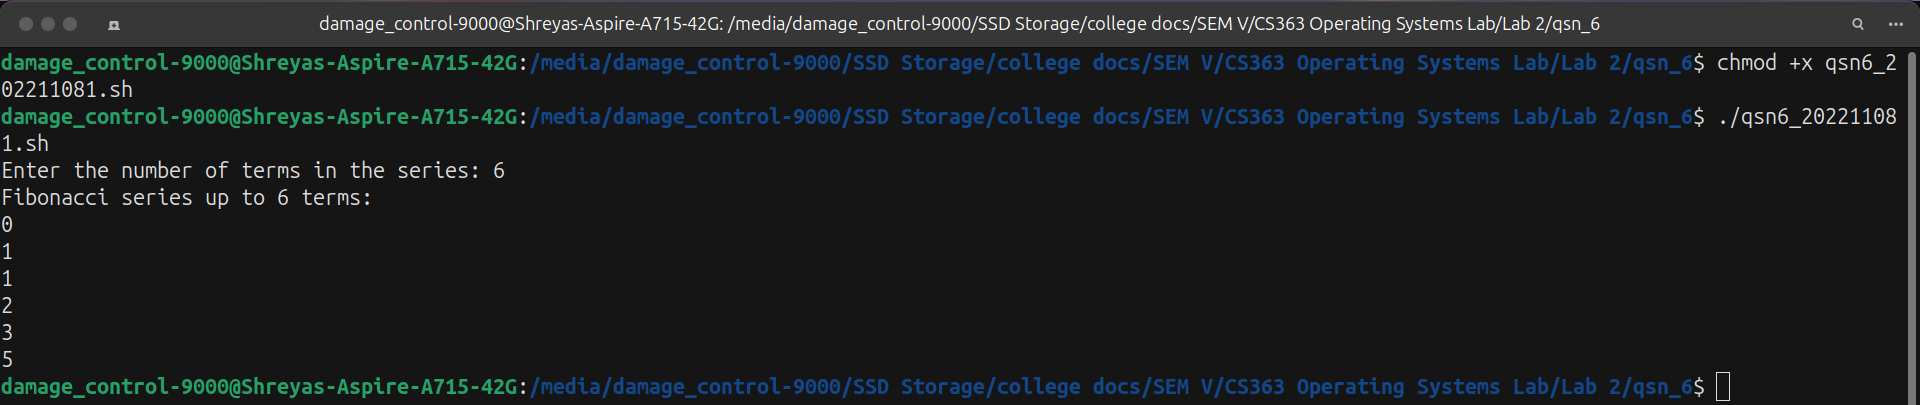 damage_control-9000@Shreyas-Aspire-A715-42G: /media/damage_control-9000/SSD Storage/college docs/SEM V/CS363 Operating Systems Lab/Lab 2/qsn_6
damage_control-9000@Shreyas-Aspire-A715-42G:/media/damage_control-9000/SSD Storage/college docs/SEM V/CS363 Operating Systems Lab/Lab 2/qsn_6$ chmod +x qsn6_2
02211081.sh
damage_control-9000@Shreyas-Aspire-A715-42G:/media/damage_control-9000/SSD Storage/college docs/SEM V/CS363 Operating Systems Lab/Lab 2/qsn_6$ ./qsn6_20221108
1.sh
Enter the number of terms in the series: 6
Fibonacci series up to 6 terms:
0
1
1
2
3
5
damage_control-9000@Shreyas-Aspire-A715-42G:/media/damage_control-9000/SSD Storage/college docs/SEM V/CS363 Operating Systems Lab/Lab 2/qsn_6$